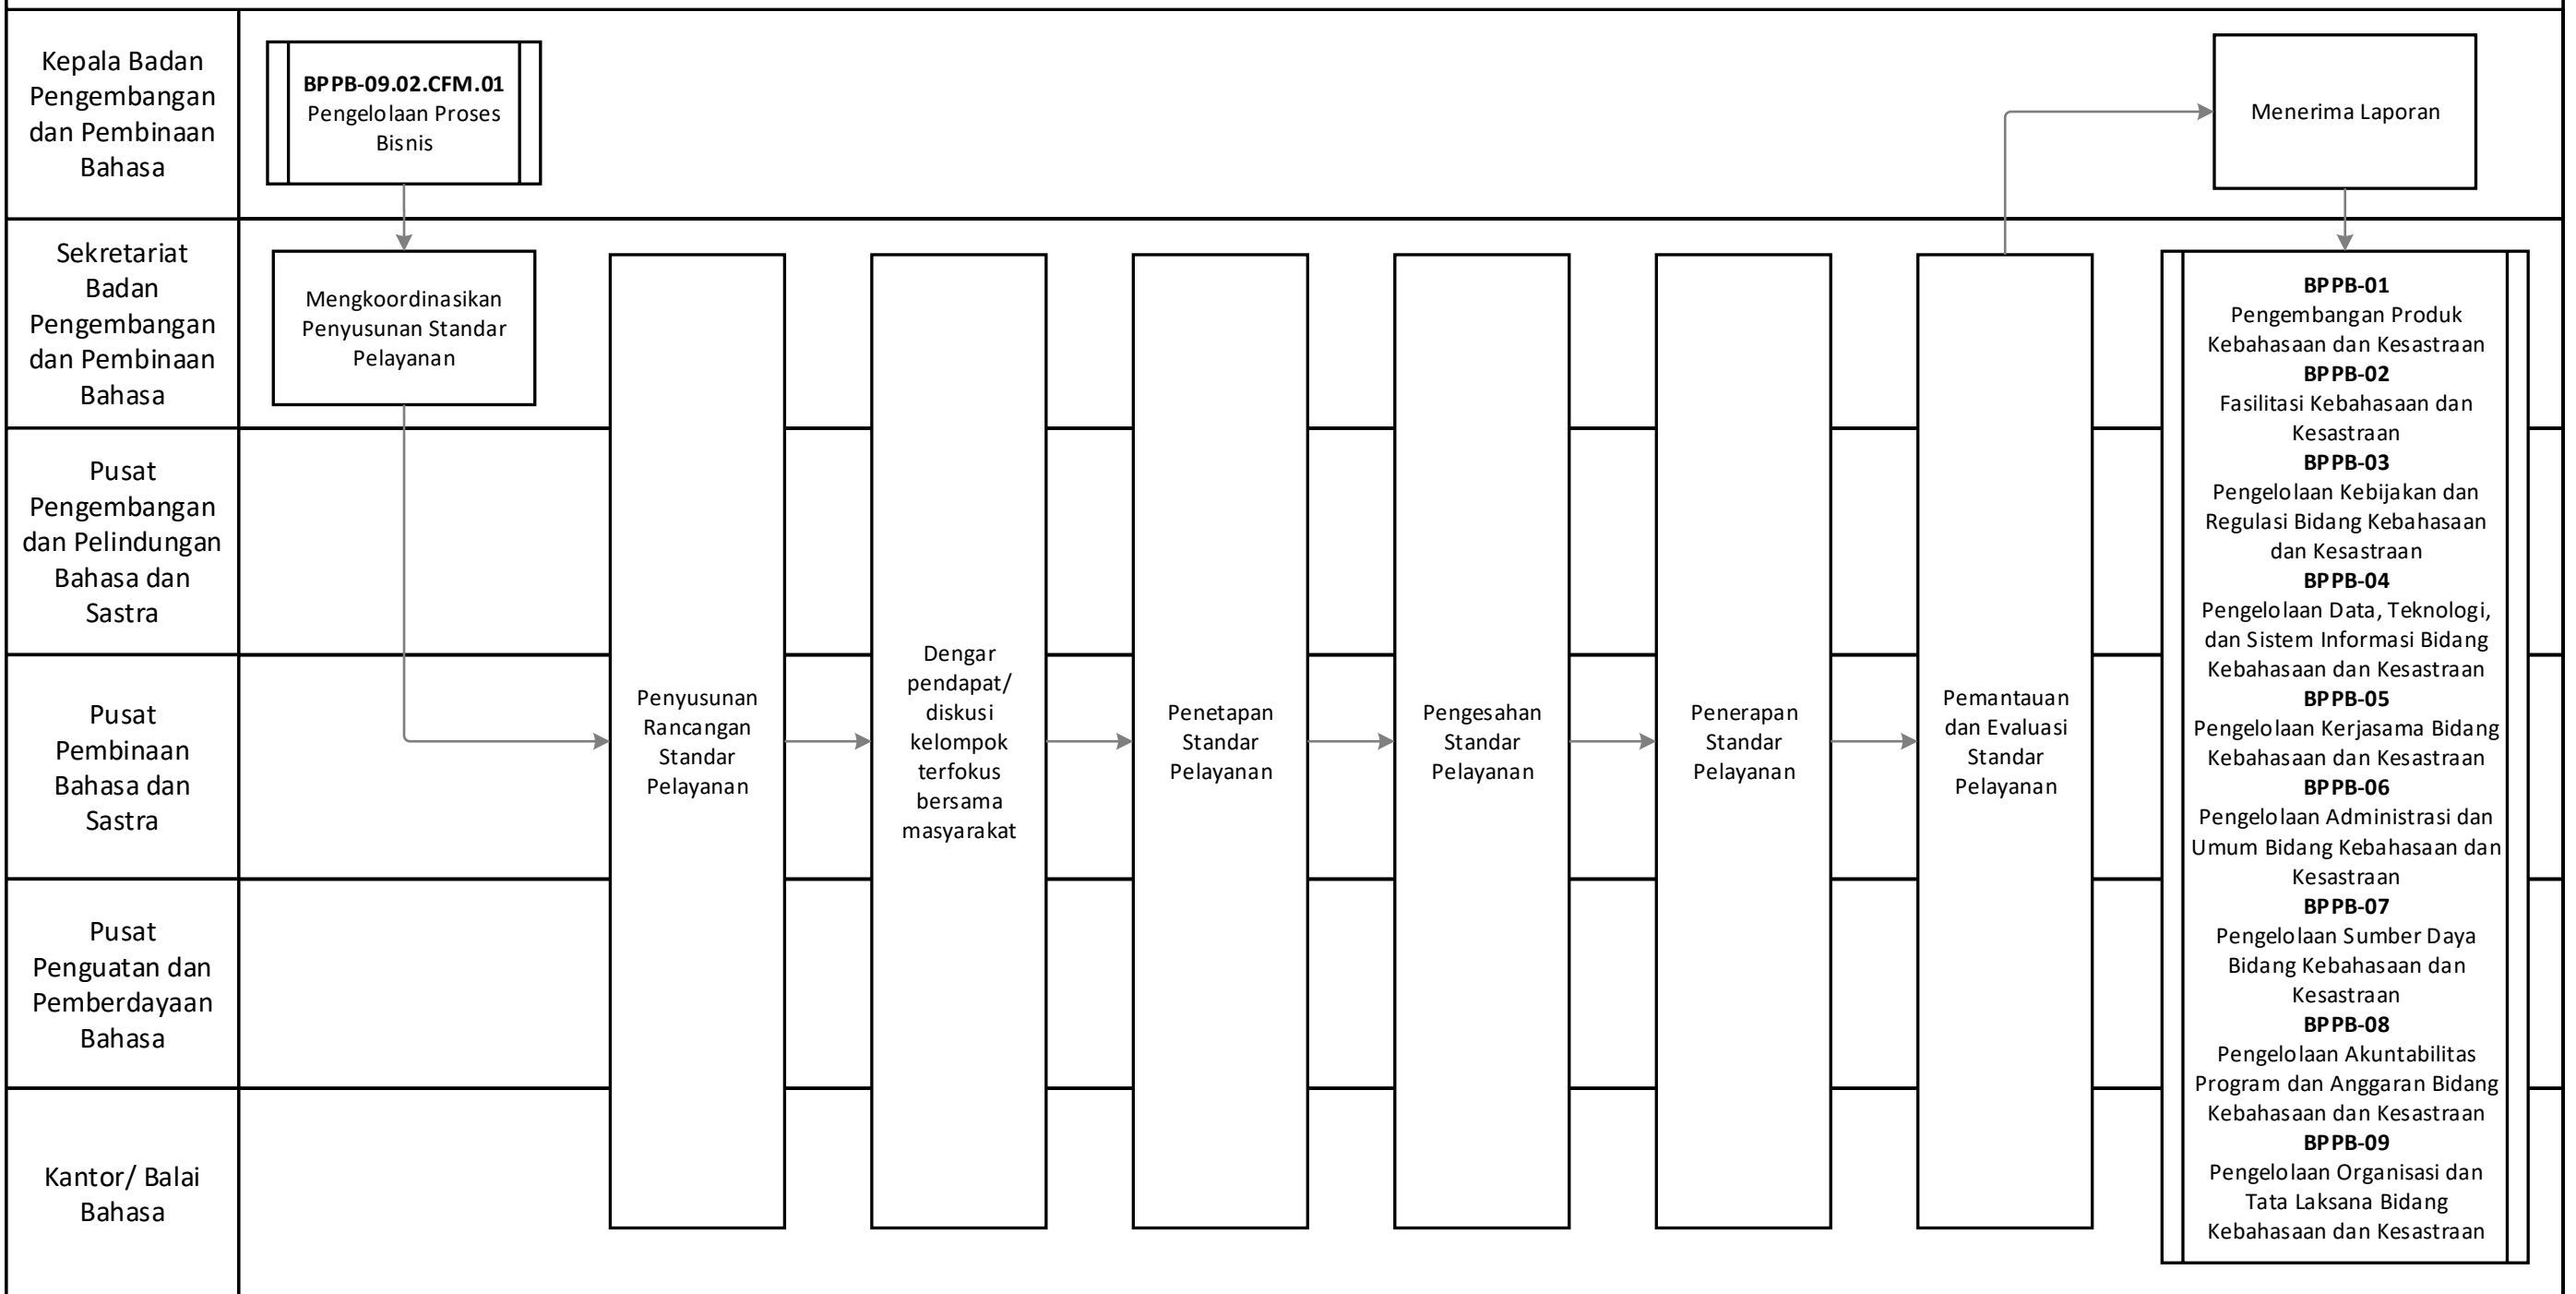 Kepala Badan
Pengembangan
dan Pembinaan
Bahasa
BPPB-09.02.CFM.01
Pengelolaan Proses
Bisnis
Menerima Laporan
Sekretariat
Badan
Pengembangan
dan Pembinaan
Bahasa
Mengkoordinasikan
Penyusunan Standar
Pelayanan
Pusat
Pengembangan
dan Pelindungan
Bahasa dan
Sastra
Pusat
Pembinaan
Bahasa dan
Sastra
Pusat
Penguatan dan
Pemberdayaan
Bahasa
Kantor/ Balai
Bahasa
Penyusunan
Rancangan
Standar
Pelayanan
Dengar
pendapat/
diskusi
kelompok
terfokus
bersama
masyarakat
Penetapan
Standar
Pelayanan
Pengesahan
Standar
Pelayanan
Penerapan
Standar
Pelayanan
Pemantauan
dan Evaluasi
Standar
Pelayanan
BPPB-01
Pengembangan Produk
Kebahasaan dan Kesastraan
BPPB-02
Fasilitasi Kebahasaan dan
Kesastraan
BPPB-03
Pengelolaan Kebijakan dan
Regulasi Bidang Kebahasaan
dan Kesastraan
BPPB-04
Pengelolaan Data, Teknologi,
dan Sistem Informasi Bidang
Kebahasaan dan Kesastraan
BPPB-05
Pengelolaan Kerjasama Bidang
Kebahasaan dan Kesastraan
BPPB-06
Pengelolaan Administrasi dan
Umum Bidang Kebahasaan dan
Kesastraan
BPPB-07
Pengelolaan Sumber Daya
Bidang Kebahasaan dan
Kesastraan
BPPB-08
Pengelolaan Akuntabilitas
Program dan Anggaran Bidang
Kebahasaan dan Kesastraan
BPPB-09
Pengelolaan Organisasi dan
Tata Laksana Bidang
Kebahasaan dan Kesastraan